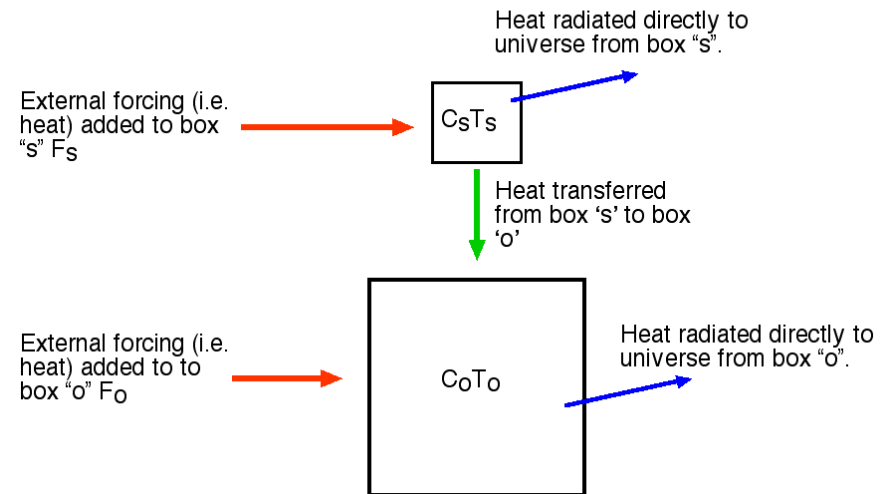 Heat radiated directly to
universe from box “s”.
External forcing (i.e.
heat) added to box
“s” Fs
CsTs
Heat transferred
from box ‘s’ to box
‘o’
External forcing (i.e.
heat) added to to
box “o” Fo
CoTo
Heat radiated directly to
universe from box “o”.